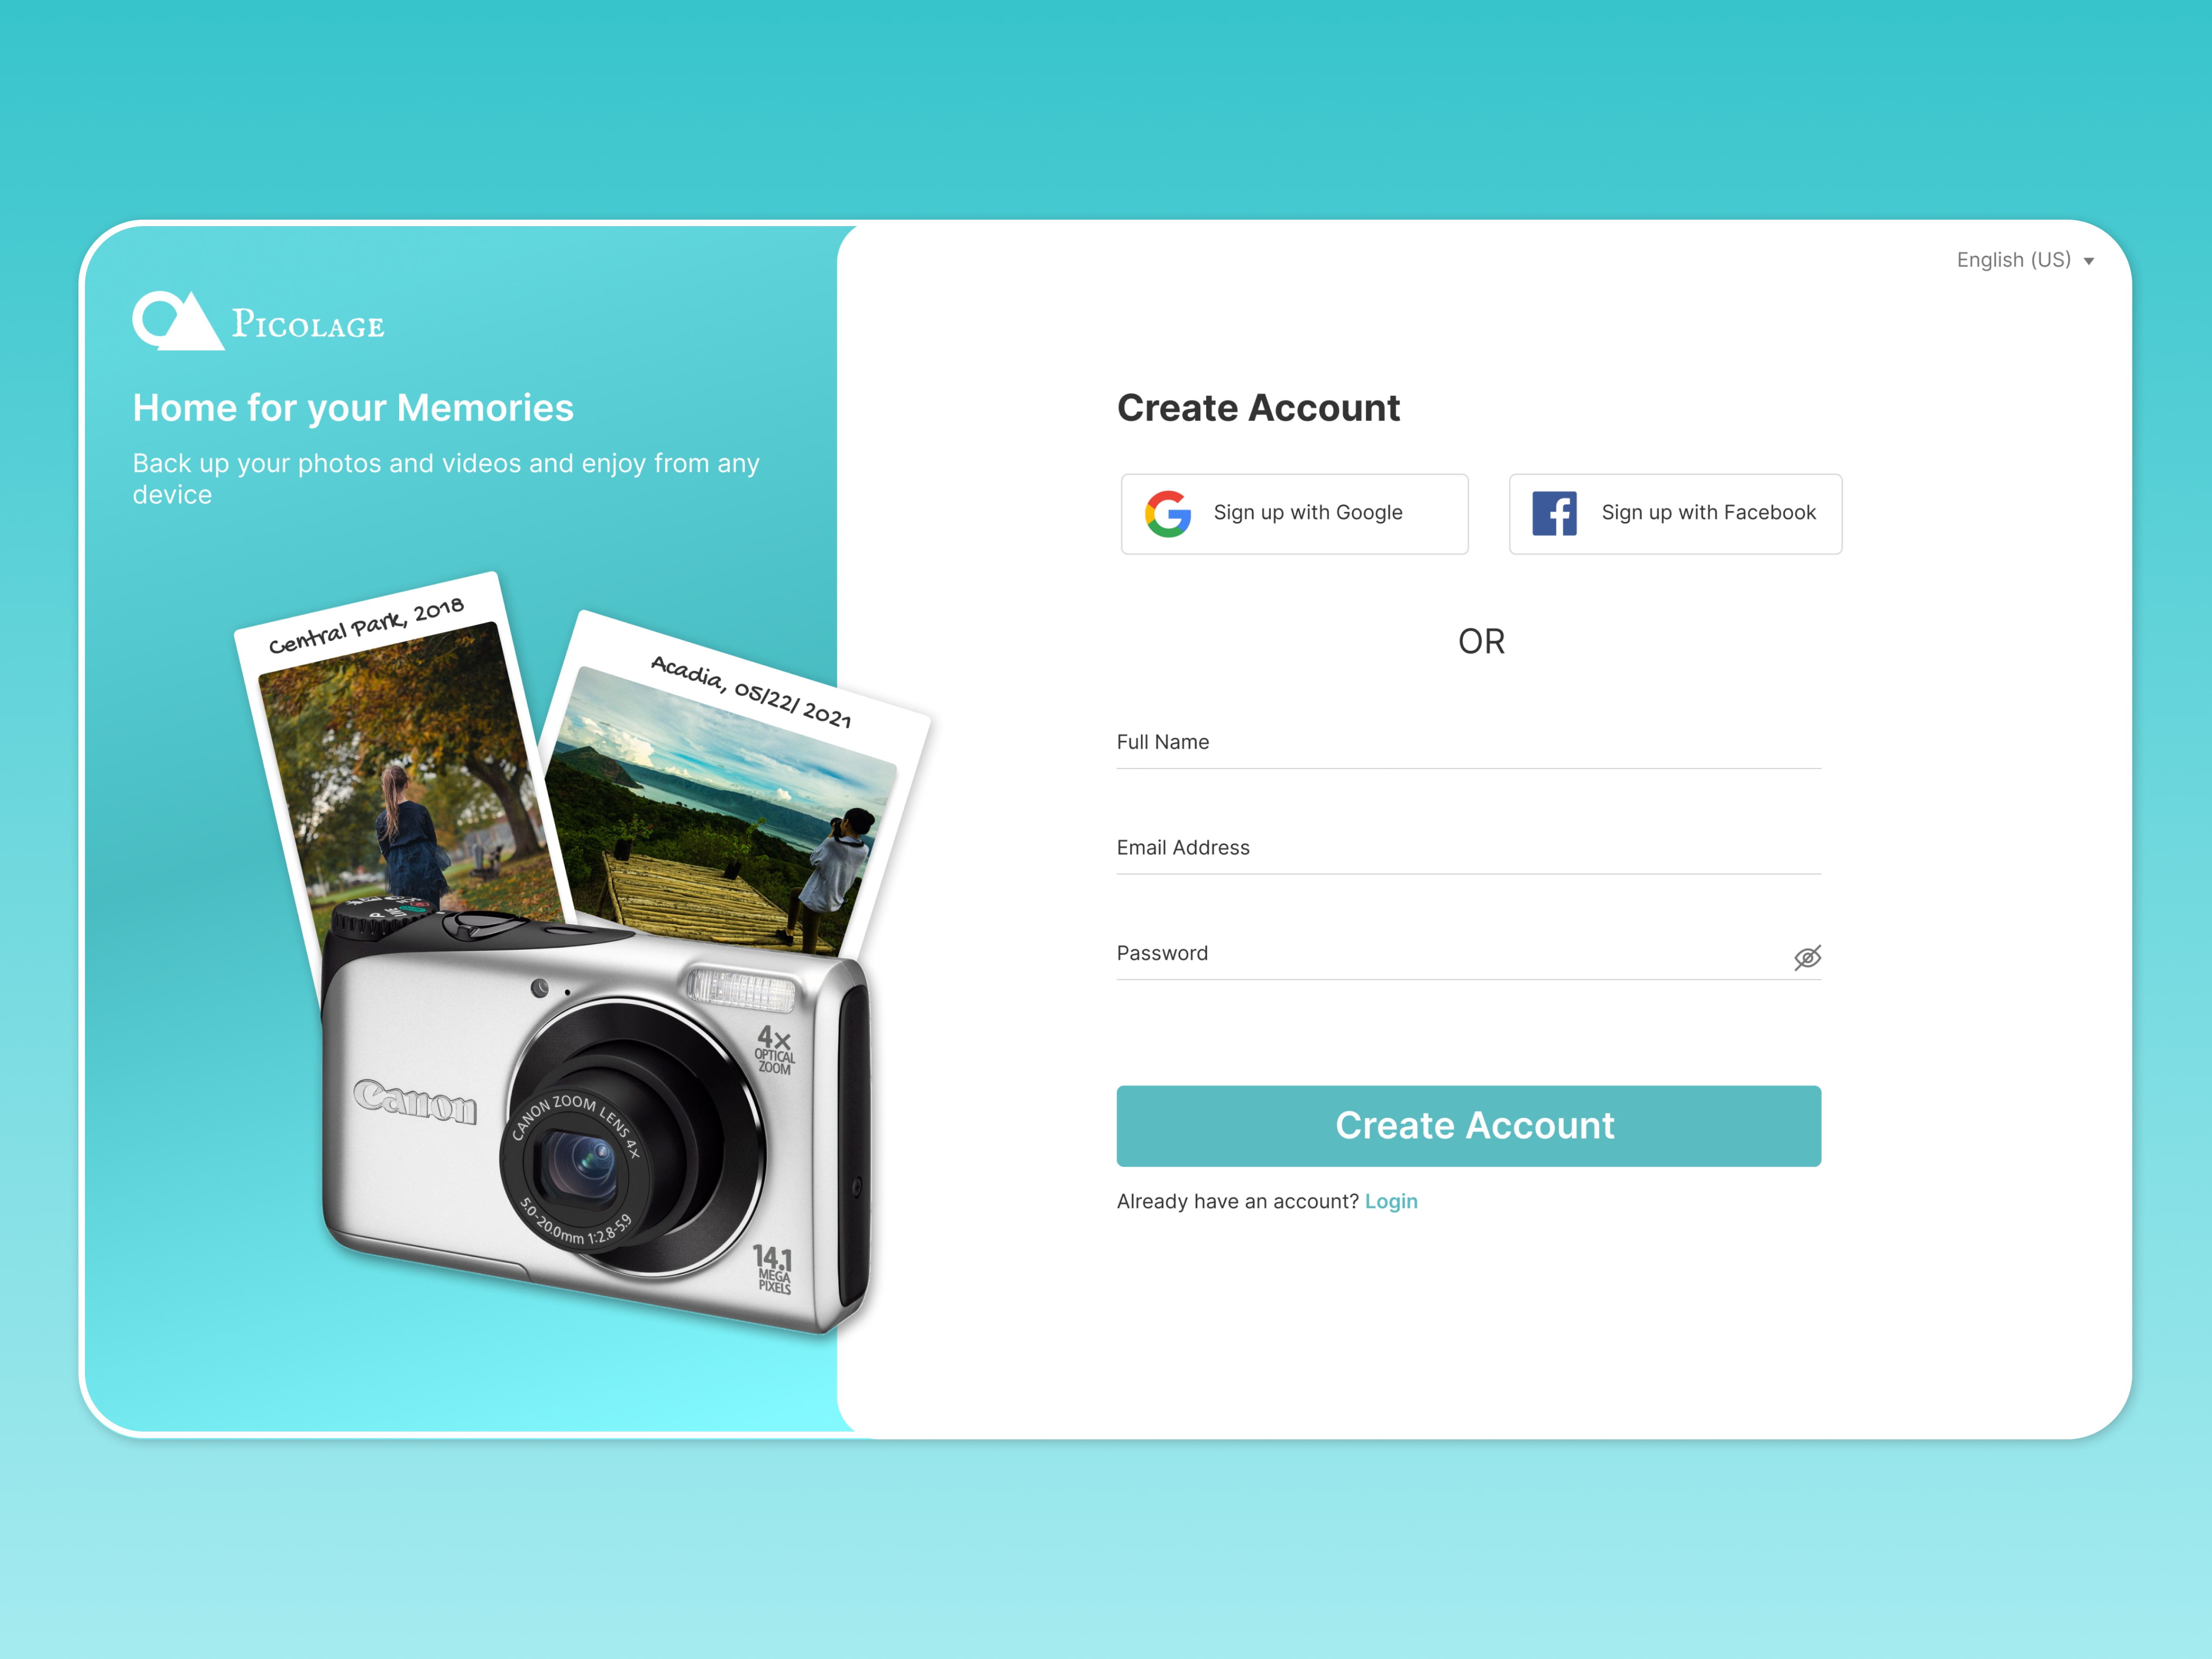 English (US)
PICOLAGE
Home for your Memories
Back up your photos and videos and enjoy from any
device
Central Park, 2018
Acadia, 05/22/ 2021
4x
OPTICAL
ZOOM
Canon
CANON ZOOM LENS 4X
5.0-20.0mm 1:2.8-5.9
14.1
MEGA
PIXELS
Create Account
Sign up with Google
Sign up with Facebook
OR
Full Name
Email Address
Password
Create Account
Already have an account? Login